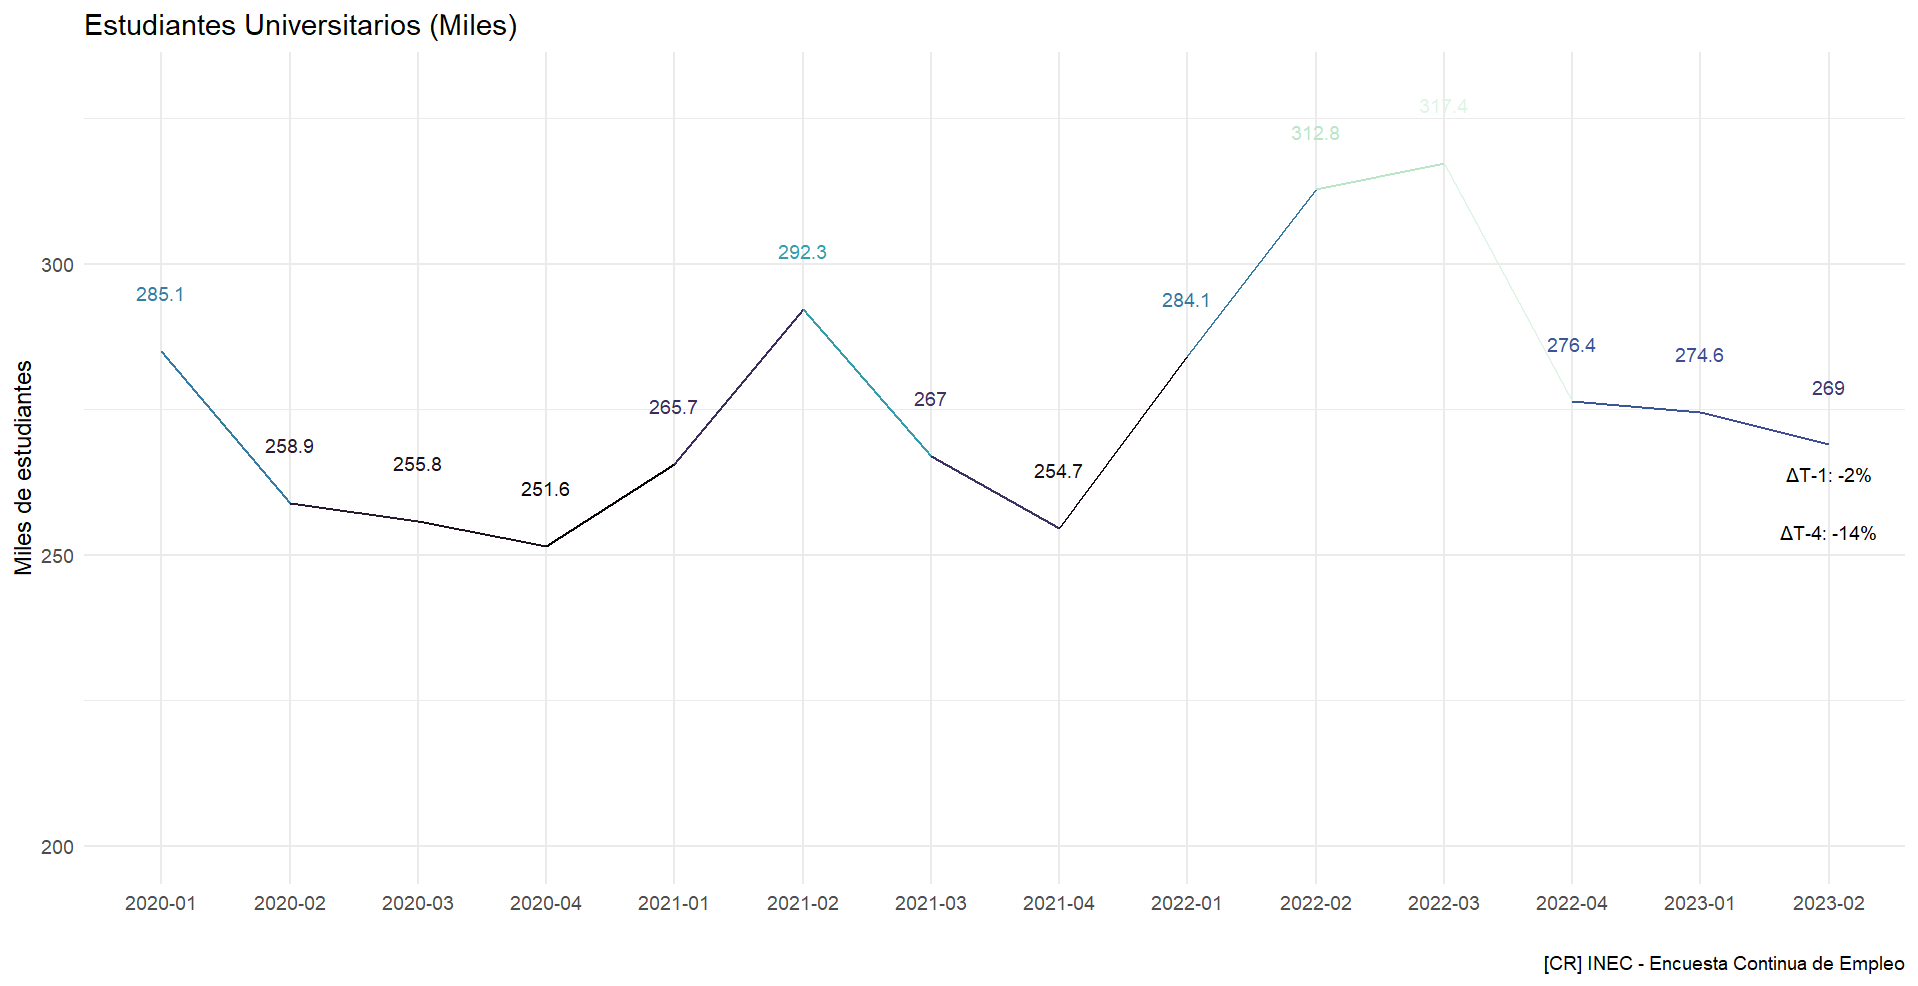 Estudiantes Universitarios (Miles)
Miles de estudiantes
300
250
200
285.1
258.9
255.8
251.6
265.7
292.3
267
254.7
284.1
312.8
317.4
276.4
274.6
269
ΔT-1: -2%
ΔT-4: -14%
2020-01 2020-02 2020-03 2020-04 2021-01 2021-02 2021-03 2021-04 2022-01 2022-02 2022-03 2022-04 2023-01 2023-02
[CR] INEC - Encuesta Continua de Empleo